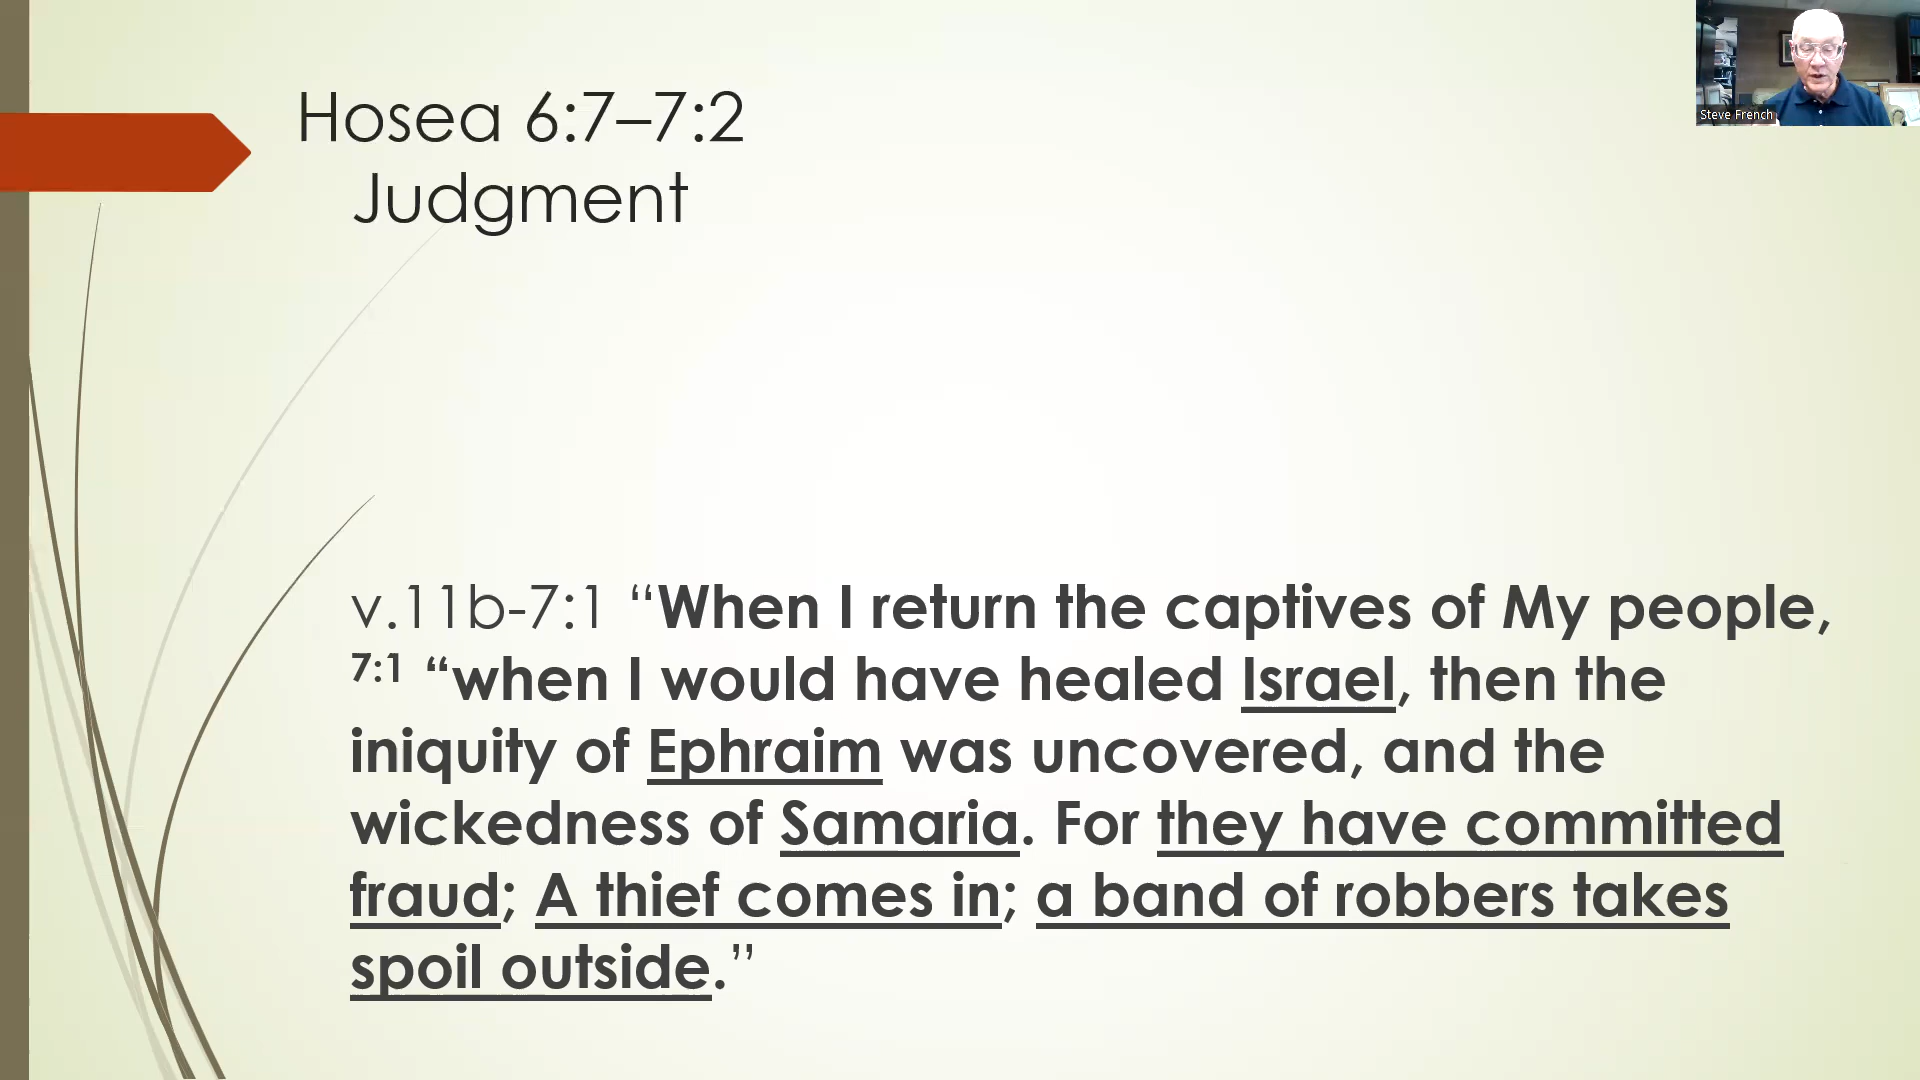 Hosea 6:7–7:2
Judgment
Steve French
v.11b-7:1 “When I return the captives of My people,
7:1 “when I would have healed Israel, then the
iniquity of Ephraim was uncovered, and the
wickedness of Samaria. For they have committed
fraud; A thief comes in; a band of robbers takes
spoil outside.”